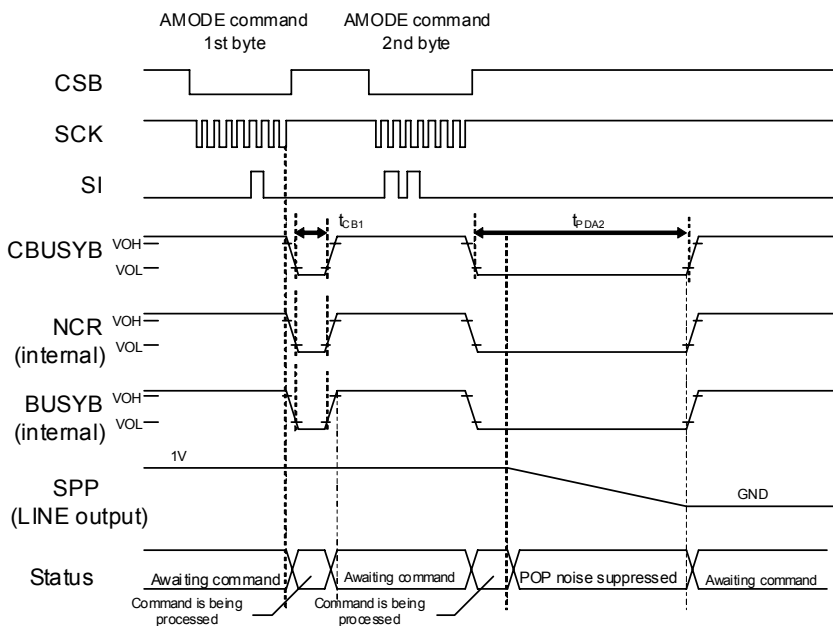 AMODE command
1st byte
AMODE command
2nd byte
CSB
SCK
SI
tCB1
tPDA2
CBUSYB
VOH
VOL
NCR
(internal)
VOH
VOL
BUSYB
(internal)
VOH
VOL
1V
SPP
(LINE output)
GND
Status
Awaiting command
Awaiting command
POP noise suppressed
Awaiting command
Command is being
processed
Command is being
processed